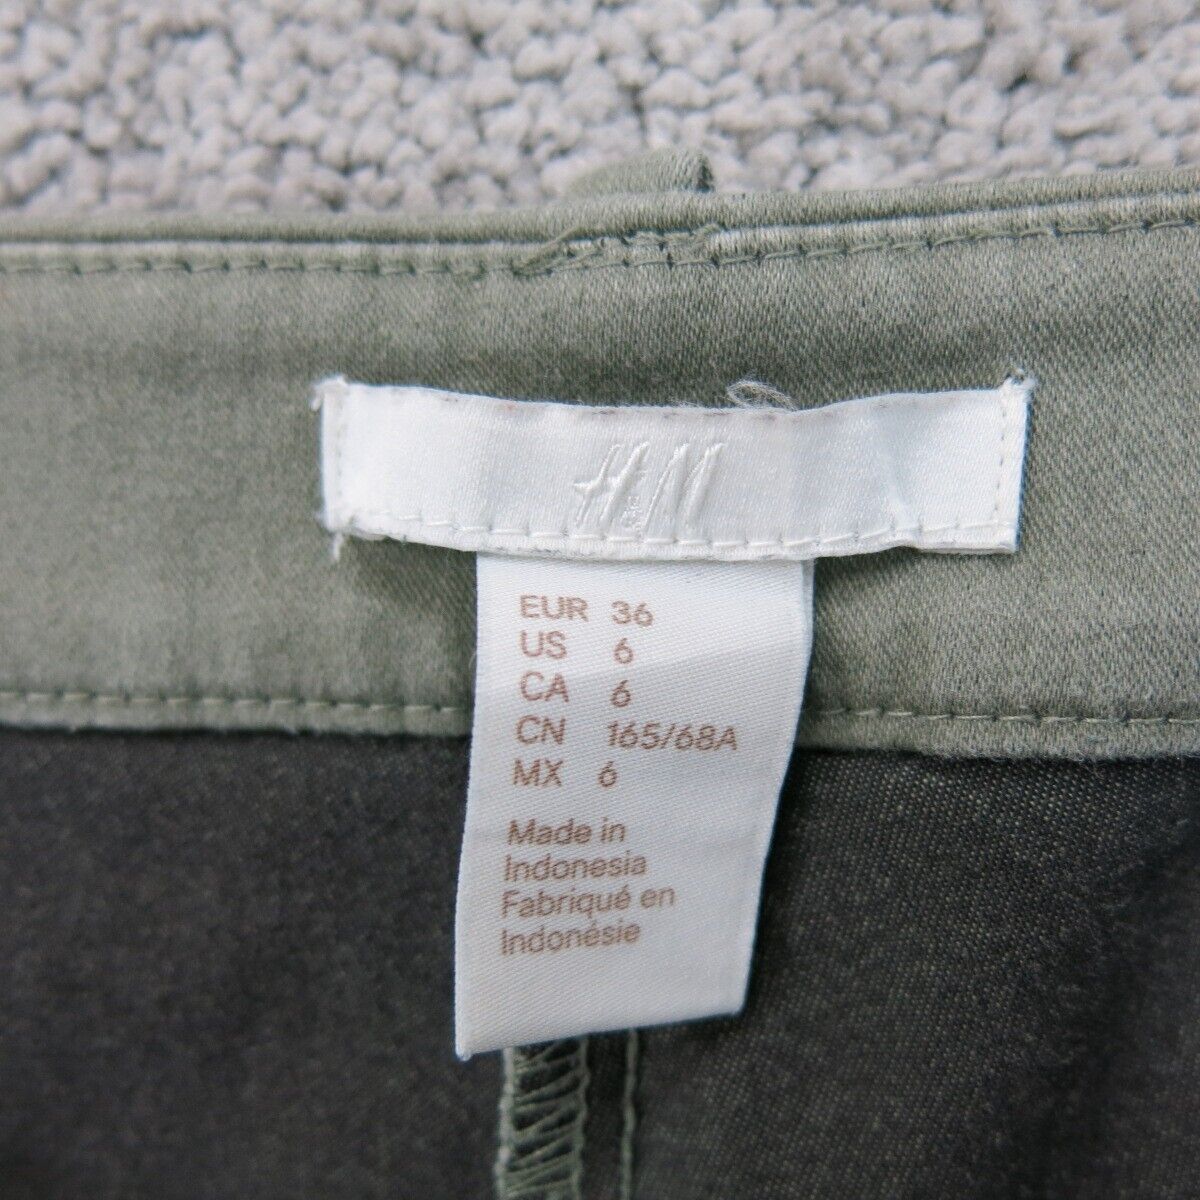 H&M
EUR 36
US 6
CA 6
CN 165/68A
MX 6
Made in
Indonesia
Fabriqué en
Indonésie